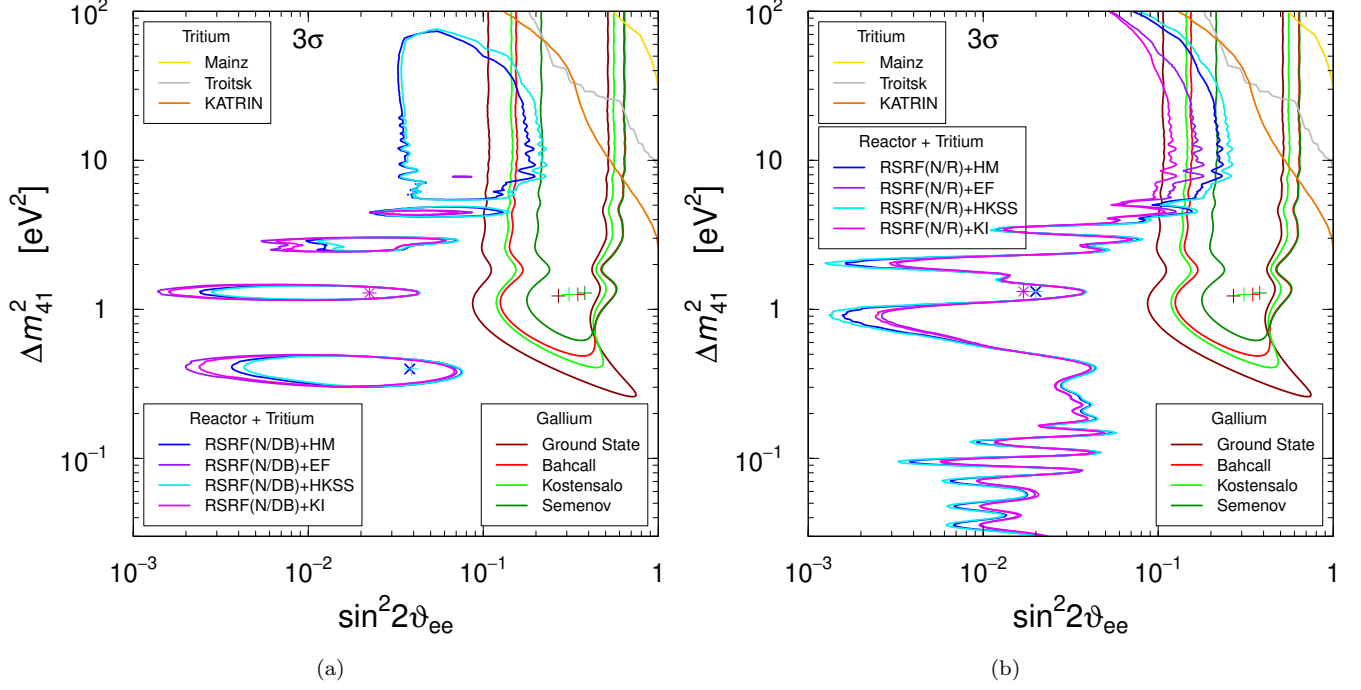 Tritium
Mainz
Troitsk
KATRIN
3σ
Reactor + Tritium
RSRF(N/DB)+HM
RSRF(N/DB)+EF
RSRF(N/DB)+HKSS
RSRF(N/DB)+KI
Gallium
Ground State
Bahcall
Kostensalo
Semenov
10²
10
1
10⁻¹
Δm²₄₁ [eV²]
10⁻³
10⁻²
10⁻¹
1
sin²2ϑₑₑ
(a)
Tritium
Mainz
Troitsk
KATRIN
3σ
Reactor + Tritium
RSRF(N/R)+HM
RSRF(N/R)+EF
RSRF(N/R)+HKSS
RSRF(N/R)+KI
Gallium
Ground State
Bahcall
Kostensalo
Semenov
10²
10
1
10⁻¹
Δm²₄₁ [eV²]
10⁻³
10⁻²
10⁻¹
1
sin²2ϑₑₑ
(b)